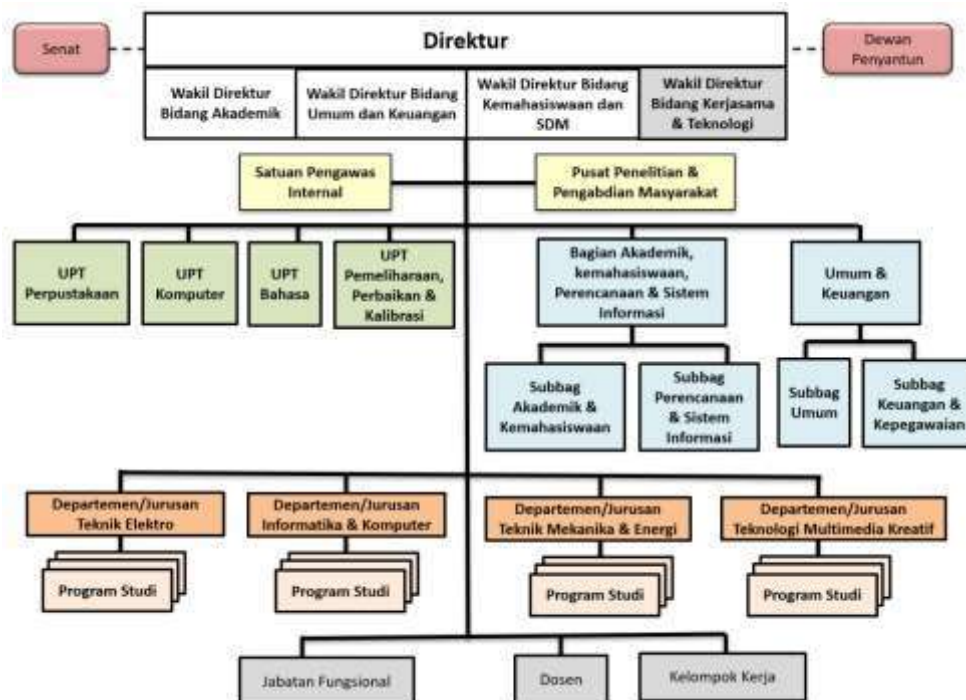 Senat
Direktur
Dewan
Penyantun
Wakil Direktur
Bidang Akademik
Wakil Direktur Bidang
Umum dan Keuangan
Wakil Direktur Bidang
Kemahasiswaan dan
SDM
Wakil Direktur
Bidang Kerjasama
& Teknologi
Satuan Pengawas
Internal
Pusat Penelitian &
Pengabdian Masyarakat
UPT
Perpustakaan
UPT
Komputer
UPT
Bahasa
UPT
Pemeliharaan,
Perbaikan &
Kalibrasi
Bagian Akademik,
kemahasiswaan,
Perencanaan & Sistem
Informasi
Umum &
Keuangan
Subbag
Akademik &
Kemahasiswaan
Subbag
Perencanaan
& Sistem
Informasi
Subbag
Umum
Subbag
Keuangan &
Kepegawaian
Departemen/Jurusan
Teknik Elektro
Departemen/Jurusan
Informatika & Komputer
Departemen/Jurusan
Teknik Mekanika & Energi
Departemen/Jurusan
Teknologi Multimedia Kreatif
Program Studi
Program Studi
Program Studi
Program Studi
Jabatan Fungsional
Dosen
Kelompok Kerja